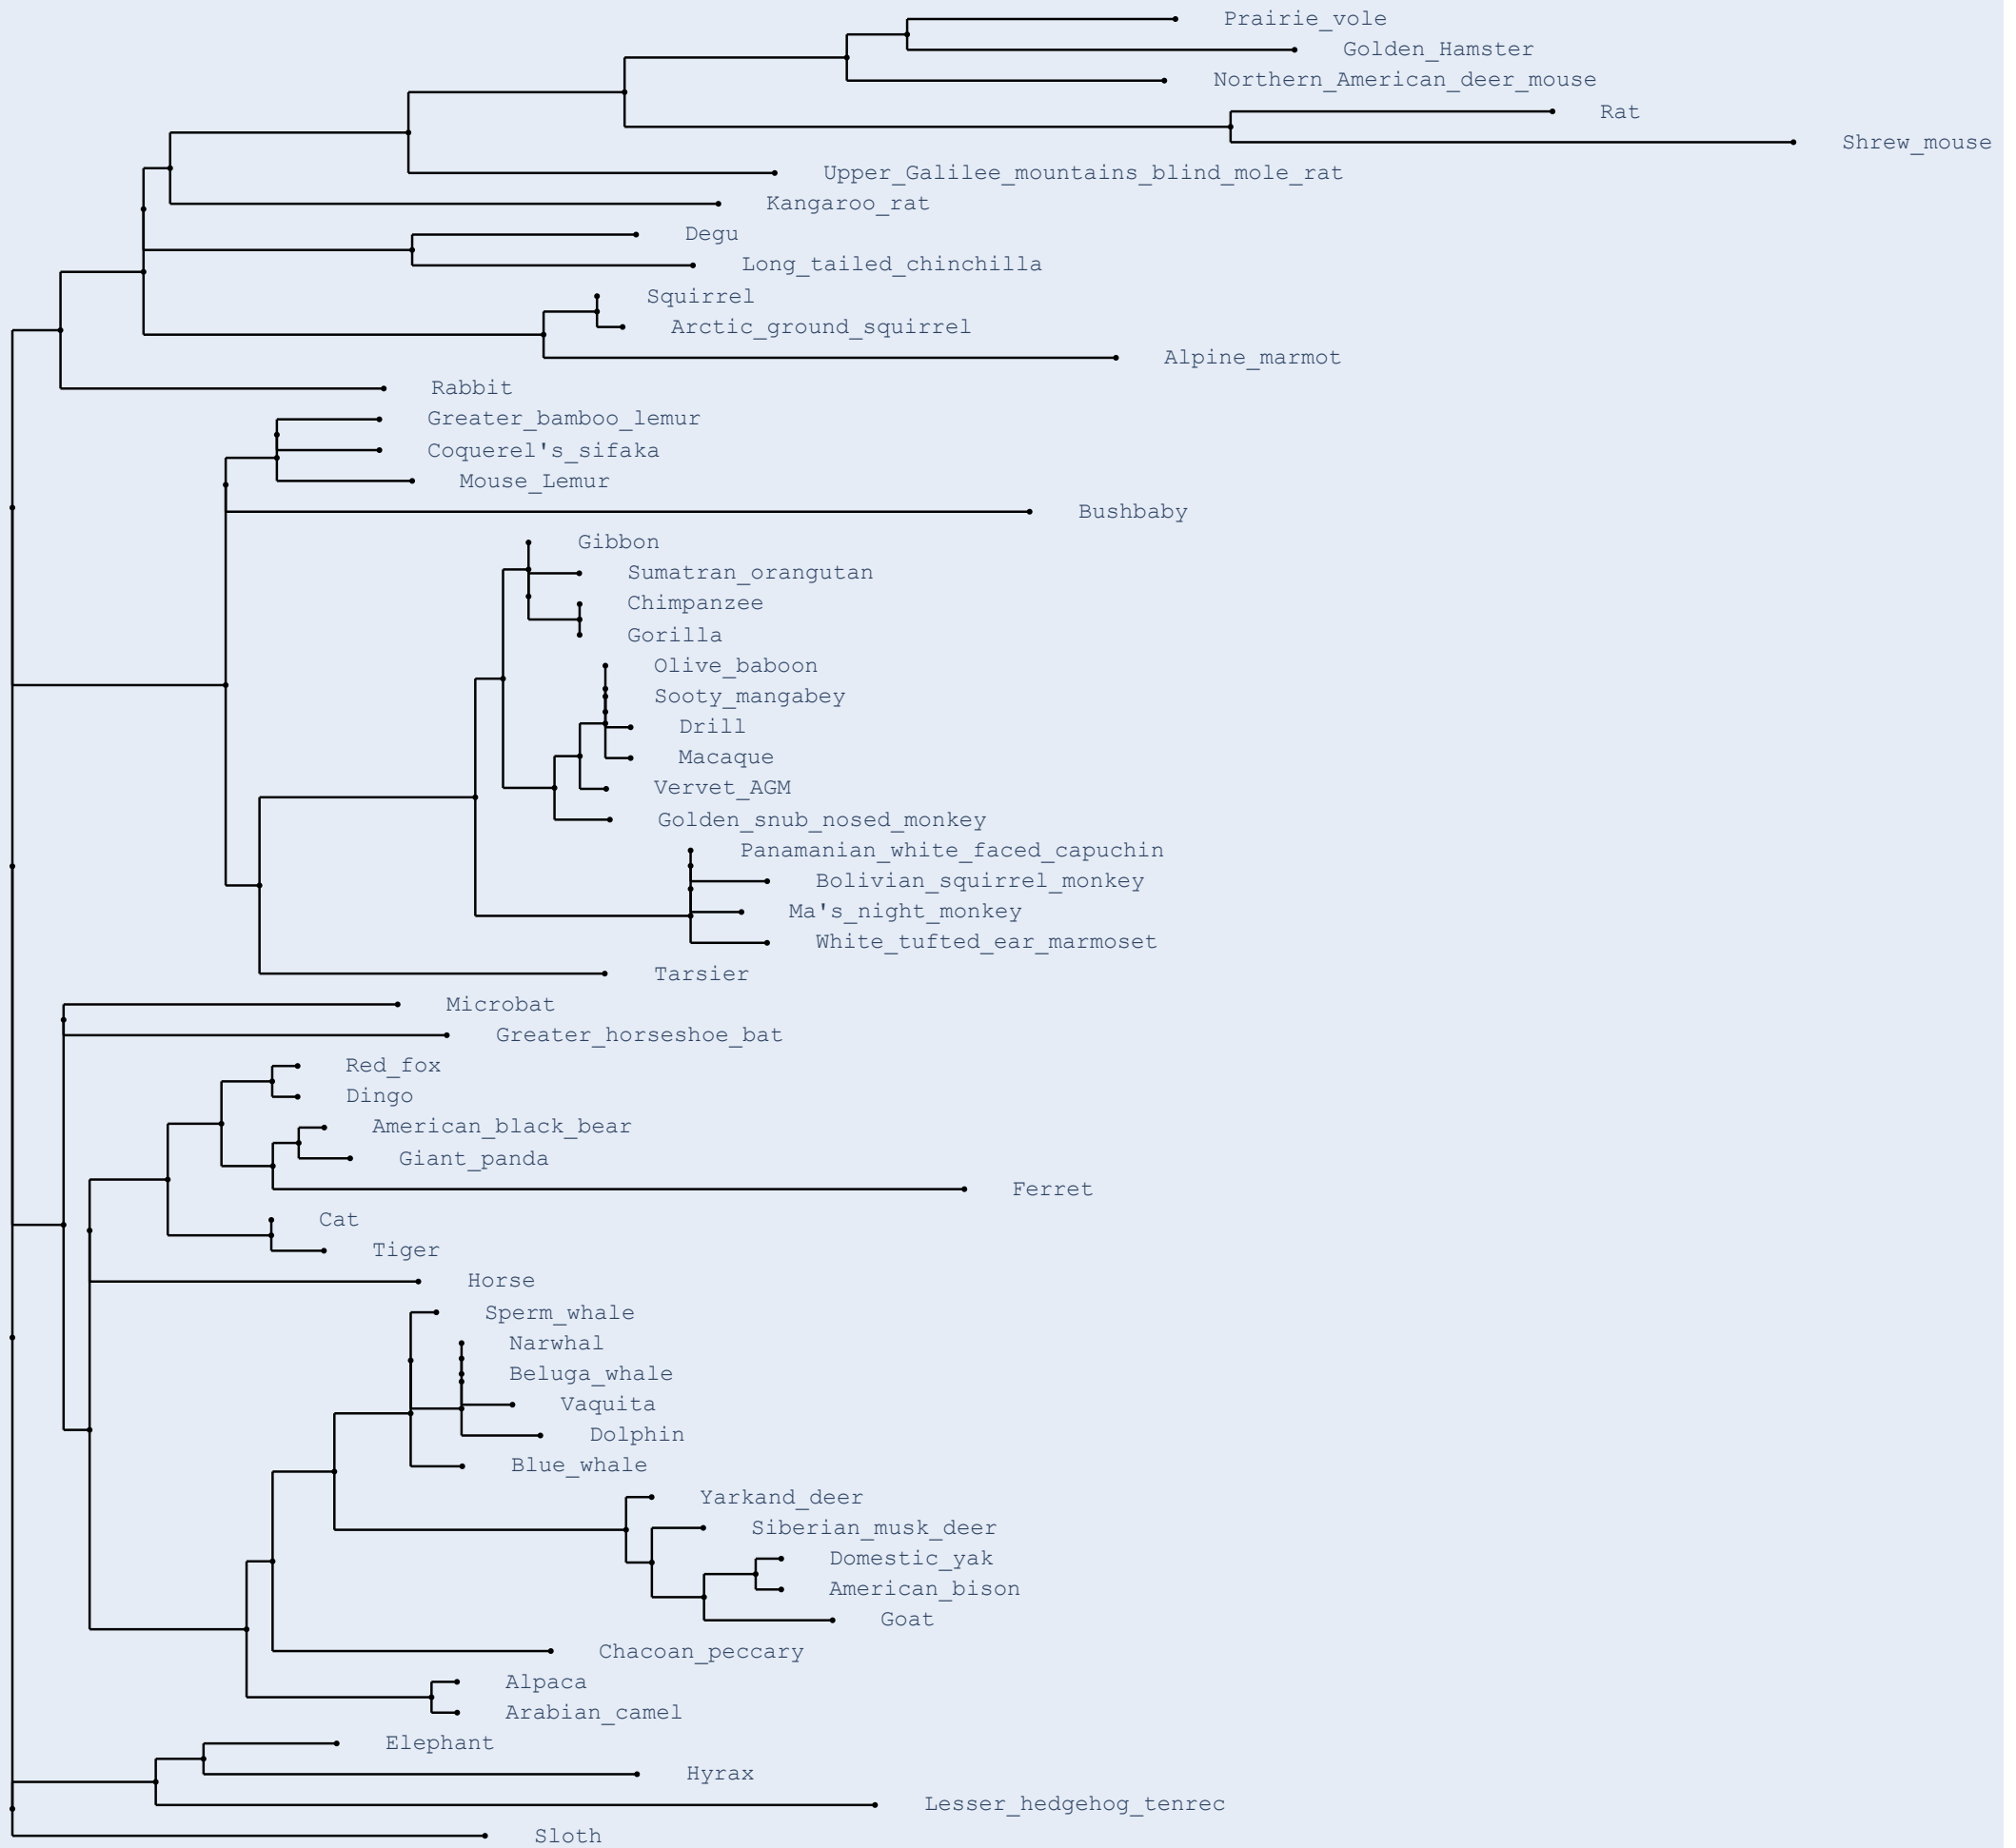 Prairie_vole
Golden_Hamster
Northern_American_deer_mouse
Rat
Shrew_mouse
Upper_Galilee_mountains_blind_mole_rat
Kangaroo_rat
Degu
Long_tailed_chinchilla
Squirrel
Arctic_ground_squirrel
Alpine_marmot
Rabbit
Greater_bamboo_lemur
Coquerel's_sifaka
Mouse_Lemur
Bushbaby
Gibbon
Sumatran_orangutan
Chimpanzee
Gorilla
Olive_baboon
Sooty_mangabey
Drill
Macaque
Vervet_AGM
Golden_snub_nosed_monkey
Panamanian_white_faced_capuchin
Bolivian_squirrel_monkey
Ma's_night_monkey
White_tufted_ear_marmoset
Tarsier
Microbat
Greater_horseshoe_bat
Red_fox
Dingo
American_black_bear
Giant_panda
Ferret
Cat
Tiger
Horse
Sperm_whale
Narwhal
Beluga_whale
Vaquita
Dolphin
Blue_whale
Yarkand_deer
Siberian_musk_deer
Domestic_yak
American_bison
Goat
Chacoan_peccary
Alpaca
Arabian_camel
Elephant
Hyrax
Lesser_hedgehog_tenrec
Sloth